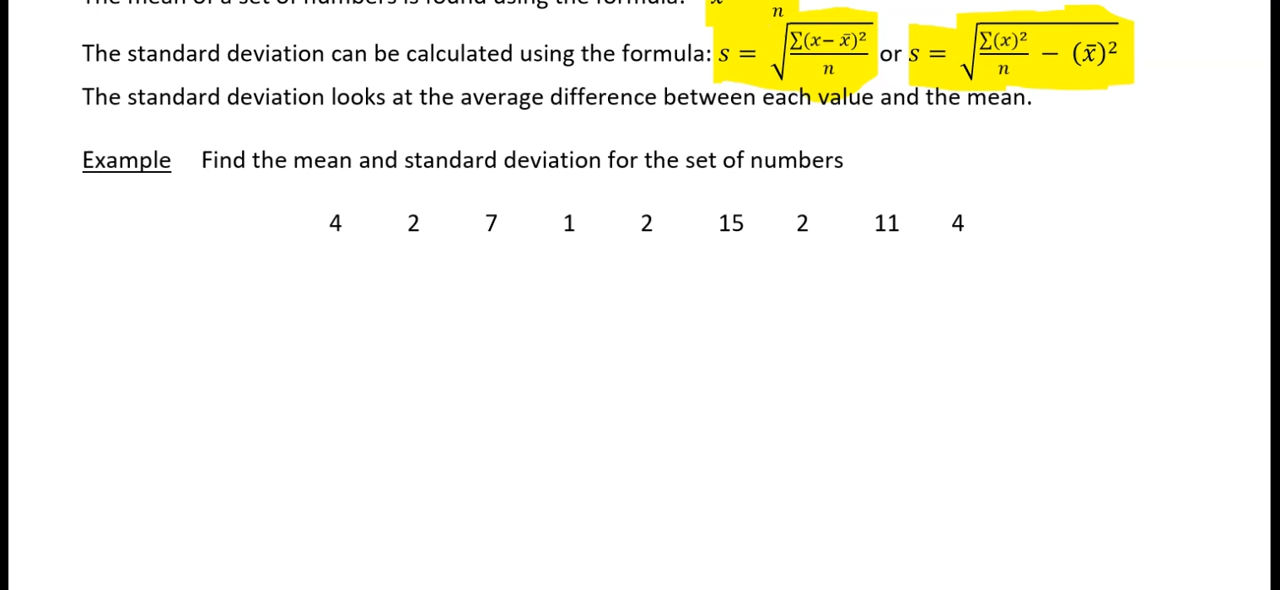 n
The standard deviation can be calculated using the formula: s = √(∑(x− x̄)²/n) or s = √(∑(x)²/n − (x̄)²)
The standard deviation looks at the average difference between each value and the mean.
Example Find the mean and standard deviation for the set of numbers
4 2 7 1 2 15 2 11 4